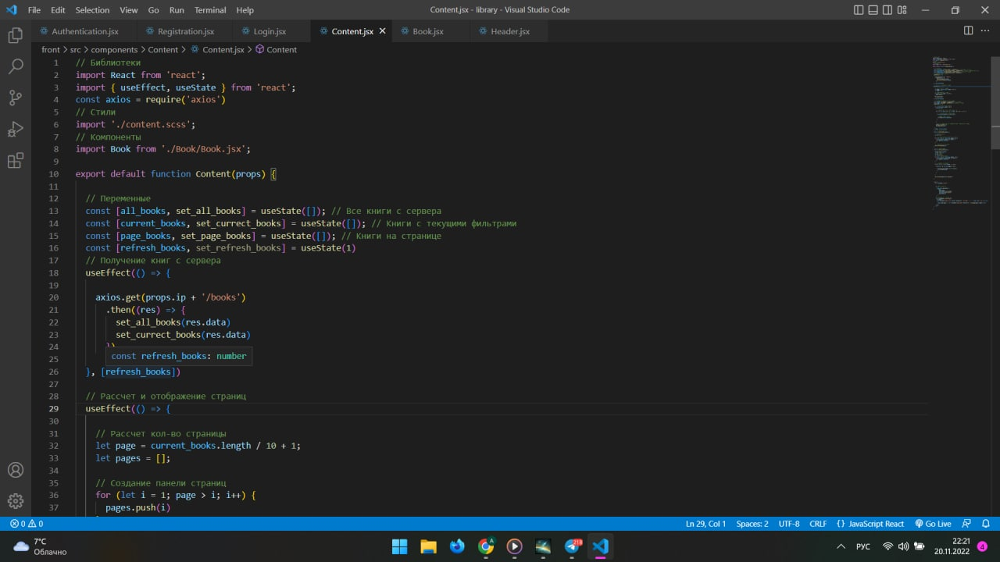 File Edit Selection View Go Run Terminal Help
Content.jsx - library - Visual Studio Code
Authentication.jsx Registration.jsx Login.jsx Content.jsx Book.jsx Header.jsx
front > src > components > Content > Content.jsx > Content
1 // Библиотеки
2 import React from 'react';
3 import { useEffect, useState } from 'react';
4 const axios = require('axios')
5 // Стили
6 import './content.scss';
7 // Компоненты
8 import Book from './Book/Book.jsx';
9
10 export default function Content(props) {
11
12 // Переменные
13 const [all_books, set_all_books] = useState([]); // Все книги с сервера
14 const [current_books, set_currect_books] = useState([]); // Книги с текущими фильтрами
15 const [page_books, set_page_books] = useState([]); // Книги на странице
16 const [refresh_books, set_refresh_books] = useState(1)
17 // Получение книг с сервера
18 useEffect(() => {
19
20 axios.get(props.ip + '/books')
21 .then((res) => {
22 set_all_books(res.data)
23 set_currect_books(res.data)
24 })
25 const refresh_books: number
26 }, [refresh_books])
27
28 // Рассчет и отображение страниц
29 useEffect(() => {
30
31 // Рассчет кол-во страницы
32 let page = current_books.length / 10 + 1;
33 let pages = [];
34
35 // Создание панели страниц
36 for (let i = 1; page > i; i++) {
37 pages.push(i)
0 0 Ln 29, Col 1 Spaces: 2 UTF-8 CRLF {} JavaScript React Go Live
7°C
Облачно
A
218
РУС
22:21
20.11.2022
4